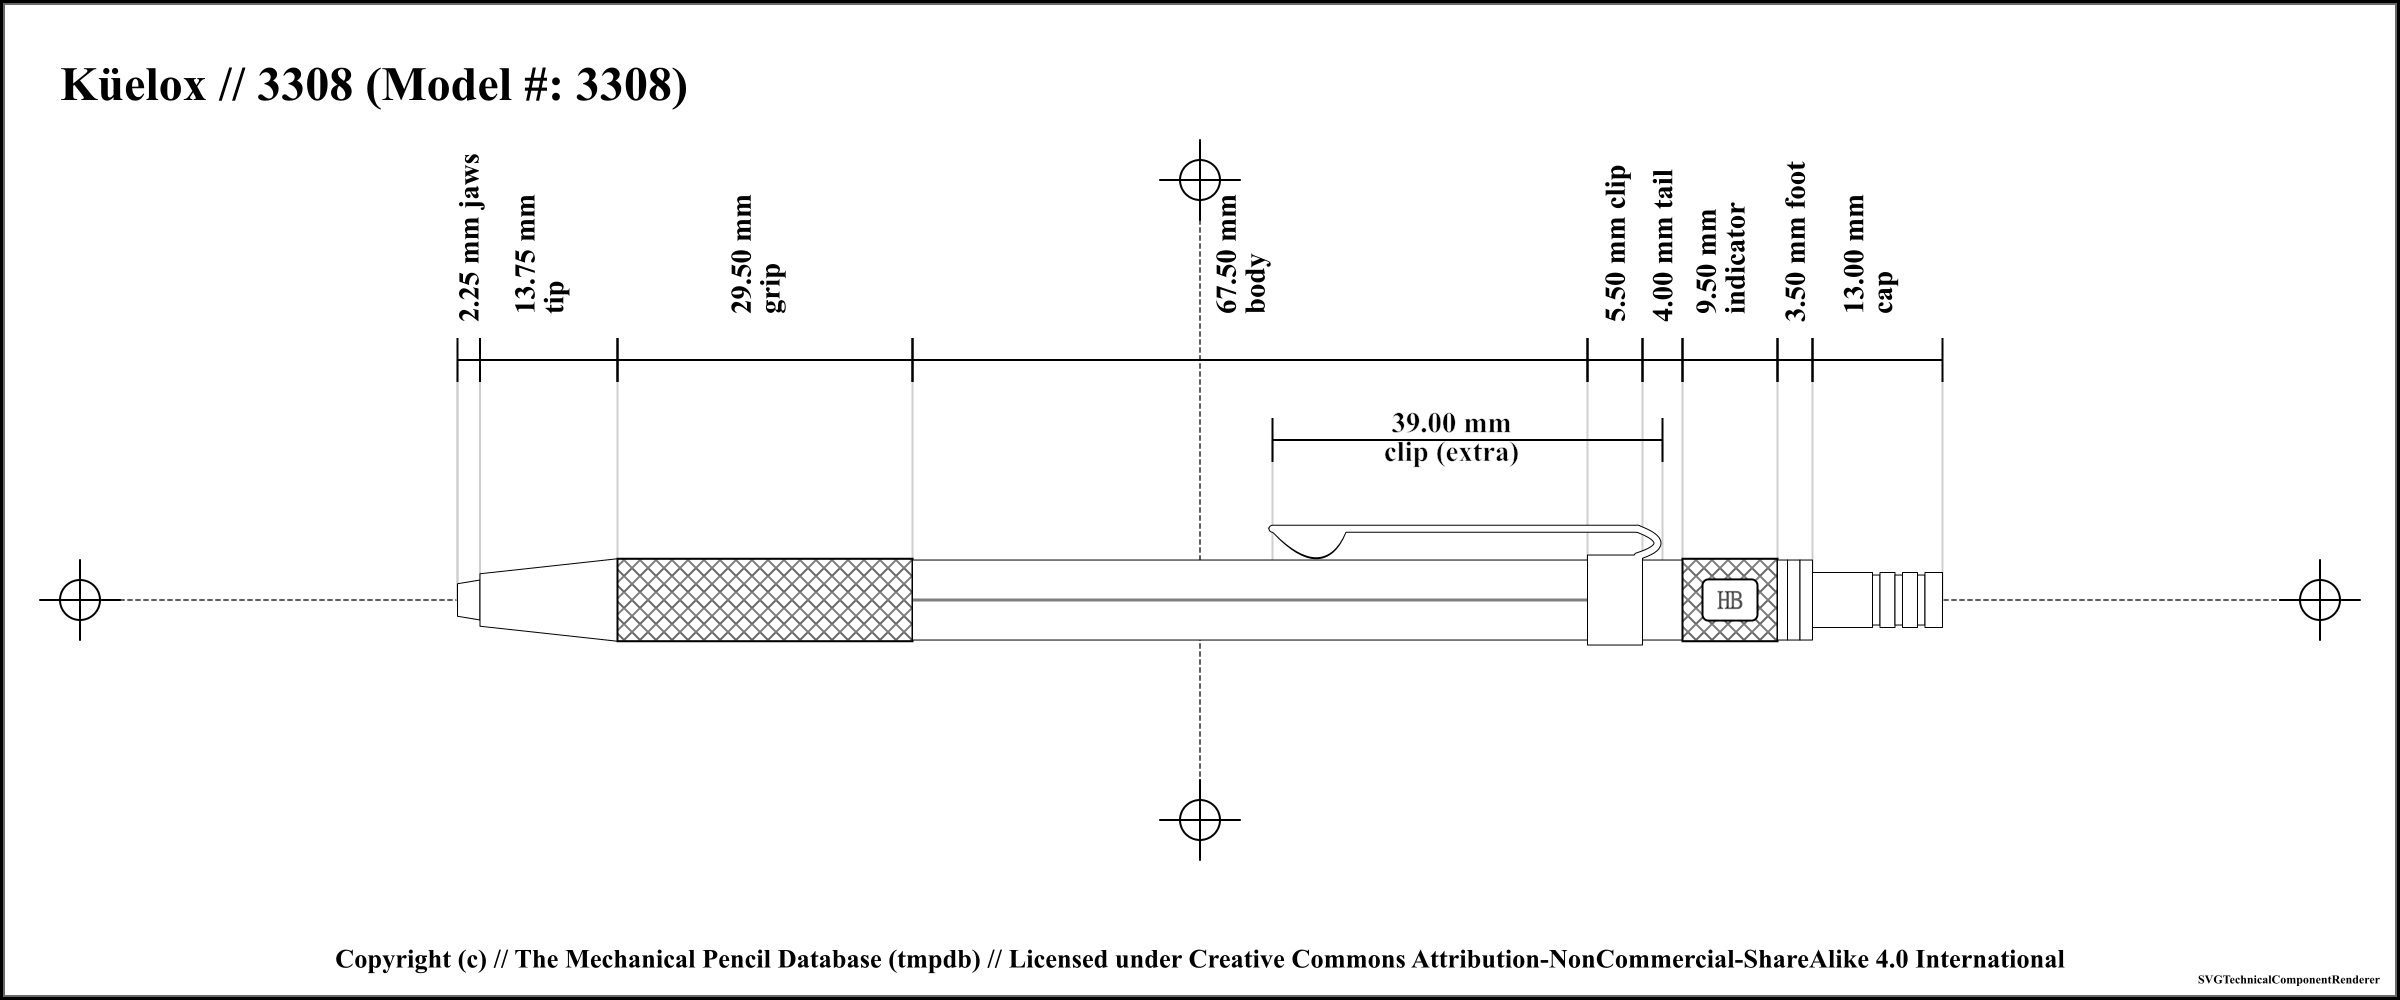 Küelox // 3308 (Model #: 3308)
2.25 mm jaws
13.75 mm
tip
29.50 mm
grip
67.50 mm
body
5.50 mm clip
4.00 mm tail
9.50 mm
indicator
3.50 mm foot
13.00 mm
cap
39.00 mm
clip (extra)
HB
Copyright (c) // The Mechanical Pencil Database (tmpdb) // Licensed under Creative Commons Attribution-NonCommercial-ShareAlike 4.0 International
SVGTechnicalComponentRenderer